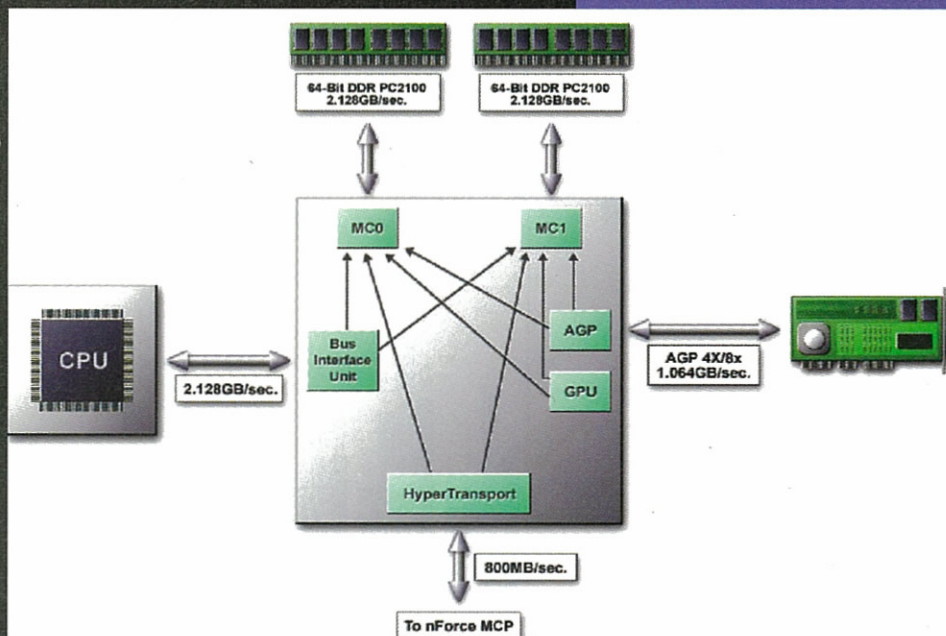 64-Bit DDR PC2100
2.128GB/sec.
64-Bit DDR PC2100
2.128GB/sec.
MC0
MC1
CPU
2.128GB/sec.
Bus
Interface
Unit
AGP
GPU
AGP 4X/8x
1.064GB/sec.
HyperTransport
800MB/sec.
To nForce MCP